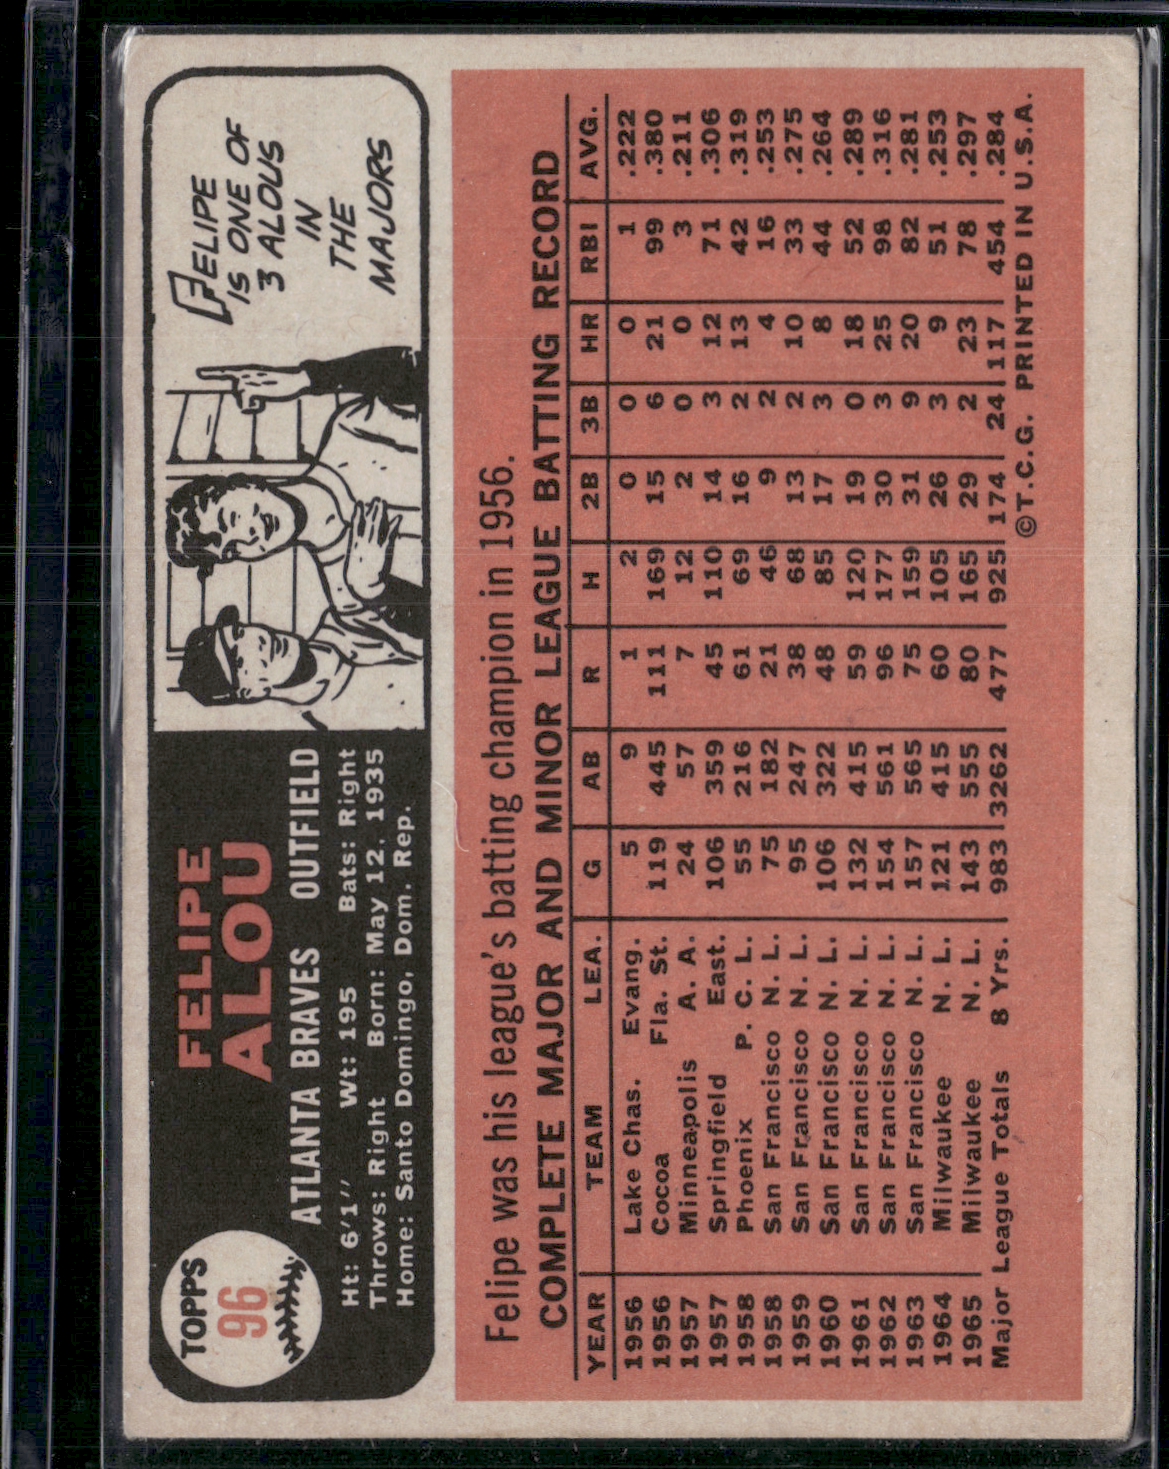 TOPPS
96
FELIPE
ALOU
ATLANTA BRAVES OUTFIELD
Ht: 6'1" Wt: 195 Bats: Right
Throws: Right Born: May 12, 1935
Home: Santo Domingo, Dom. Rep.
FELIPE
IS ONE OF
3 ALOUS
IN
THE
MAJORS
Felipe was his league's batting champion in 1956.
COMPLETE MAJOR AND MINOR LEAGUE BATTING RECORD
YEAR TEAM LEA. G AB R H 2B 3B HR RBI AVG.
1956 Lake Chas. Evang. 5 9 1 2 0 0 0 1 .222
1956 Cocoa Fla. St. 119 445 111 169 15 6 21 99 .380
1957 Minneapolis A. A. 24 57 7 12 2 0 0 3 .211
1957 Springfield East. 106 359 45 110 14 3 12 71 .306
1958 Phoenix P. C. L. 55 216 61 69 16 2 13 42 .319
1958 San Francisco N. L. 75 182 21 46 9 2 4 16 .253
1959 San Francisco N. L. 95 247 38 68 13 2 10 33 .275
1960 San Francisco N. L. 106 322 48 85 17 3 8 44 .264
1961 San Francisco N. L. 132 415 59 120 19 0 18 52 .289
1962 San Francisco N. L. 154 561 96 177 30 3 25 98 .316
1963 San Francisco N. L. 157 565 75 159 31 9 20 82 .281
1964 Milwaukee N. L. 121 415 60 105 26 3 9 51 .253
1965 Milwaukee N. L. 143 555 80 165 29 2 23 78 .297
Major League Totals 8 Yrs. 983 3262 477 925 174 24 117 454 .284
©T.C.G. PRINTED IN U.S.A.